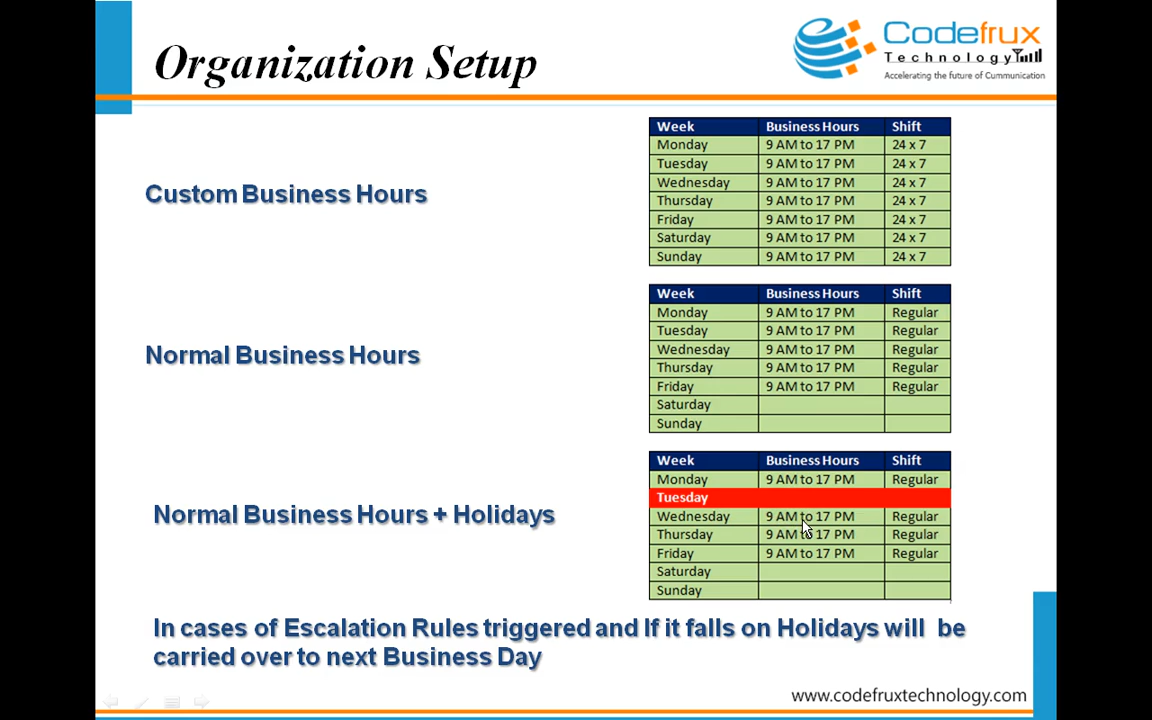 Organization Setup
Codefrux
Technology
Accelerating the future of Cummunication
Custom Business Hours
Week Business Hours Shift
Monday 9 AM to 17 PM 24 x 7
Tuesday 9 AM to 17 PM 24 x 7
Wednesday 9 AM to 17 PM 24 x 7
Thursday 9 AM to 17 PM 24 x 7
Friday 9 AM to 17 PM 24 x 7
Saturday 9 AM to 17 PM 24 x 7
Sunday 9 AM to 17 PM 24 x 7
Normal Business Hours
Week Business Hours Shift
Monday 9 AM to 17 PM Regular
Tuesday 9 AM to 17 PM Regular
Wednesday 9 AM to 17 PM Regular
Thursday 9 AM to 17 PM Regular
Friday 9 AM to 17 PM Regular
Saturday
Sunday
Normal Business Hours + Holidays
Week Business Hours Shift
Monday 9 AM to 17 PM Regular
Tuesday
Wednesday 9 AM to 17 PM Regular
Thursday 9 AM to 17 PM Regular
Friday 9 AM to 17 PM Regular
Saturday
Sunday
In cases of Escalation Rules triggered and If it falls on Holidays will be
carried over to next Business Day
www.codefruxtechnology.com